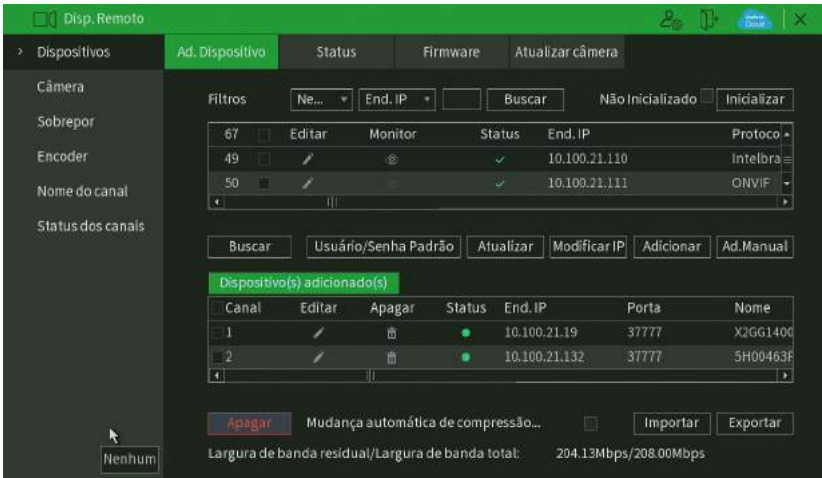 Disp. Remoto
Dispositivos
Ad. Dispositivo Status Firmware Atualizar câmera
Câmera
Sobrepor
Encoder
Nome do canal
Status dos canais
Filtros Ne... End. IP Buscar Não Inicializado Inicializar
67 Editar Monitor Status End. IP Protoco
49 10.100.21.110 Intelbra
50 10.100.21.111 ONVIF
Buscar Usuário/Senha Padrão Atualizar Modificar IP Adicionar Ad. Manual
Dispositivo(s) adicionado(s)
Canal Editar Apagar Status End. IP Porta Nome
1 10.100.21.19 37777 X2GG1400
2 10.100.21.132 37777 5H00463F
Apagar Mudança automática de compressão... Importar Exportar
Largura de banda residual/Largura de banda total: 204.13Mbps/208.00Mbps
Nenhum